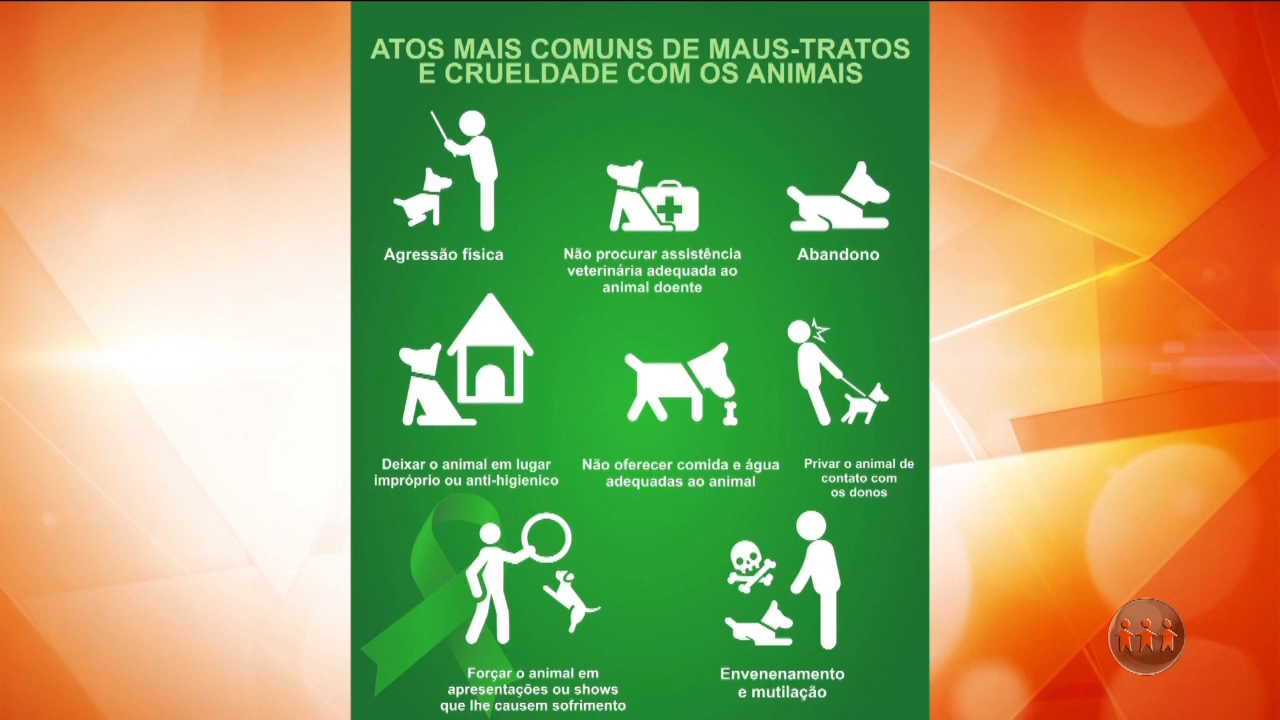 ATOS MAIS COMUNS DE MAUS-TRATOS
E CRUELDADE COM OS ANIMAIS
Agressão física
Não procurar assistência
veterinária adequada ao
animal doente
Abandono
Deixar o animal em lugar
impróprio ou anti-higienico
Não oferecer comida e água
adequadas ao animal
Privar o animal de
contato com
os donos
Forçar o animal em
apresentações ou shows
que lhe causem sofrimento
Envenenamento
e mutilação